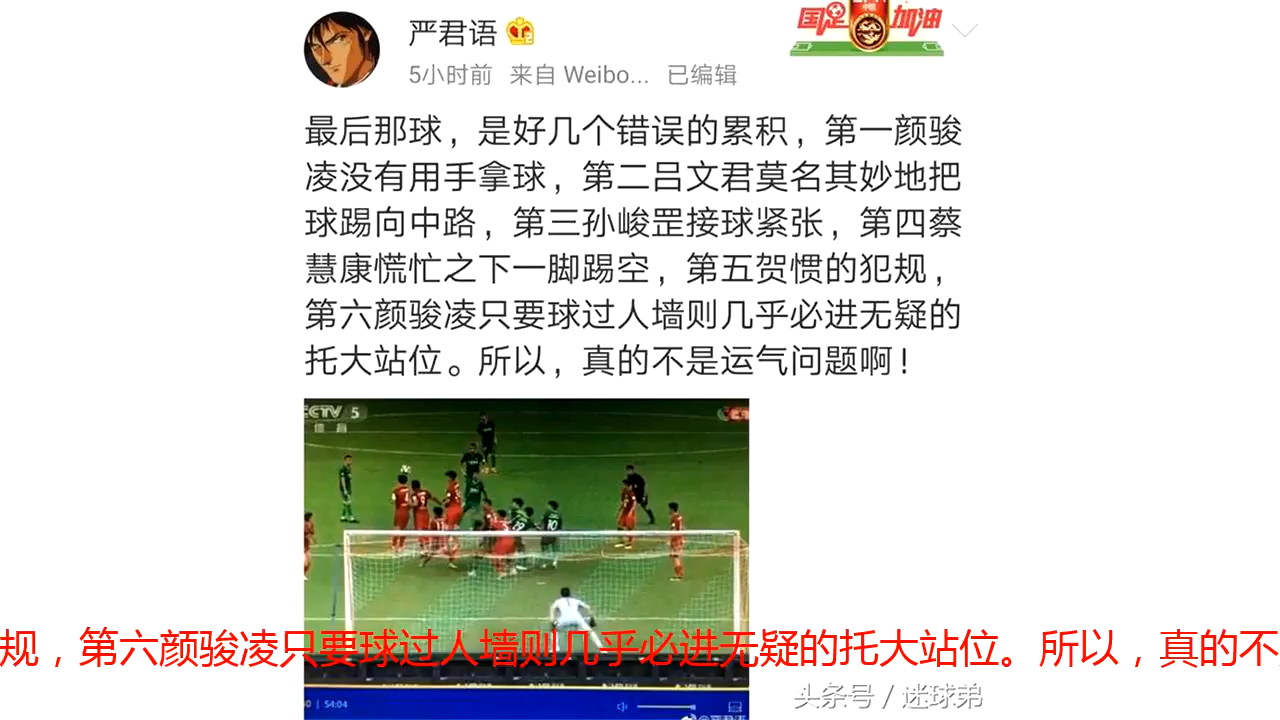 严君语
国足 加油
5小时前 来自 Weibo... 已编辑
最后那球，是好几个错误的累积，第一颜骏
凌没有用手拿球，第二吕文君莫名其妙地把
球踢向中路，第三孙峻罡接球紧张，第四蔡
慧康慌忙之下一脚踢空，第五贺惯的犯规，
第六颜骏凌只要球过人墙则几乎必进无疑的
托大站位。所以，真的不是运气问题啊！
CCTV 5
体育
10
规，第六颜骏凌只要球过人墙则几乎必进无疑的托大站位。所以，真的不
54:04
@严君语
头条号 / 迷球弟